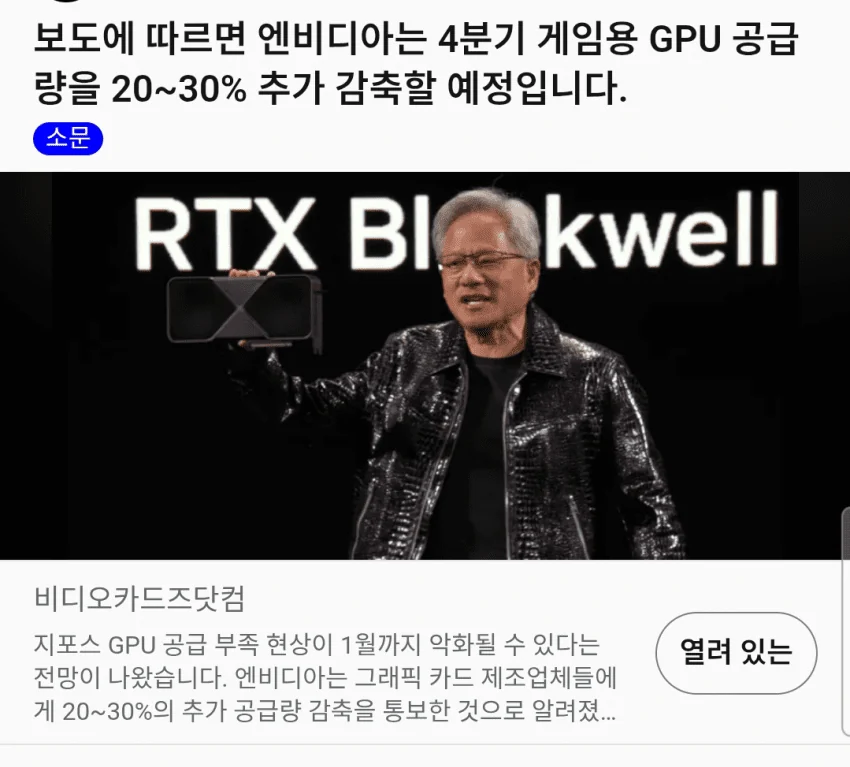 보도에 따르면 엔비디아는 4분기 게임용 GPU 공급
량을 20~30% 추가 감축할 예정입니다.
소문
RTX Bl kwell
비디오카드즈닷컴
지포스 GPU 공급 부족 현상이 1월까지 악화될 수 있다는
전망이 나왔습니다. 엔비디아는 그래픽 카드 제조업체들에
게 20~30%의 추가 공급량 감축을 통보한 것으로 알려졌...
열려 있는